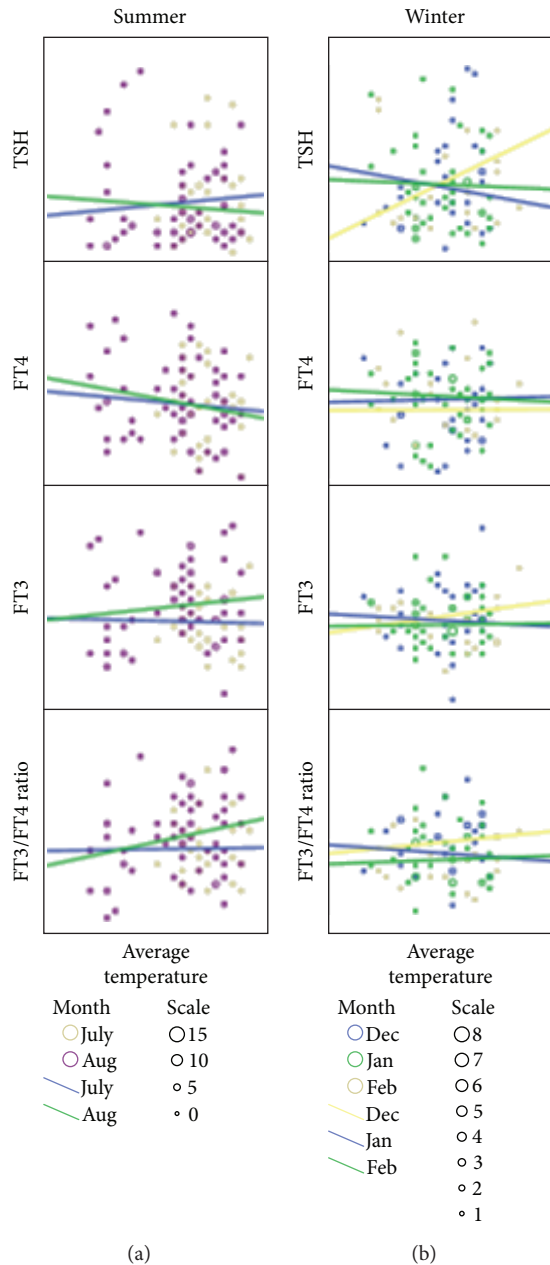 Summer
TSH
FT4
FT3
FT3/FT4 ratio
Average
temperature
Month Scale
July 15
Aug 10
July 5
Aug 0
(a)
Winter
TSH
FT4
FT3
FT3/FT4 ratio
Average
temperature
Month Scale
Dec 8
Jan 7
Feb 6
Dec 5
Jan 4
Feb 3
2
1
(b)